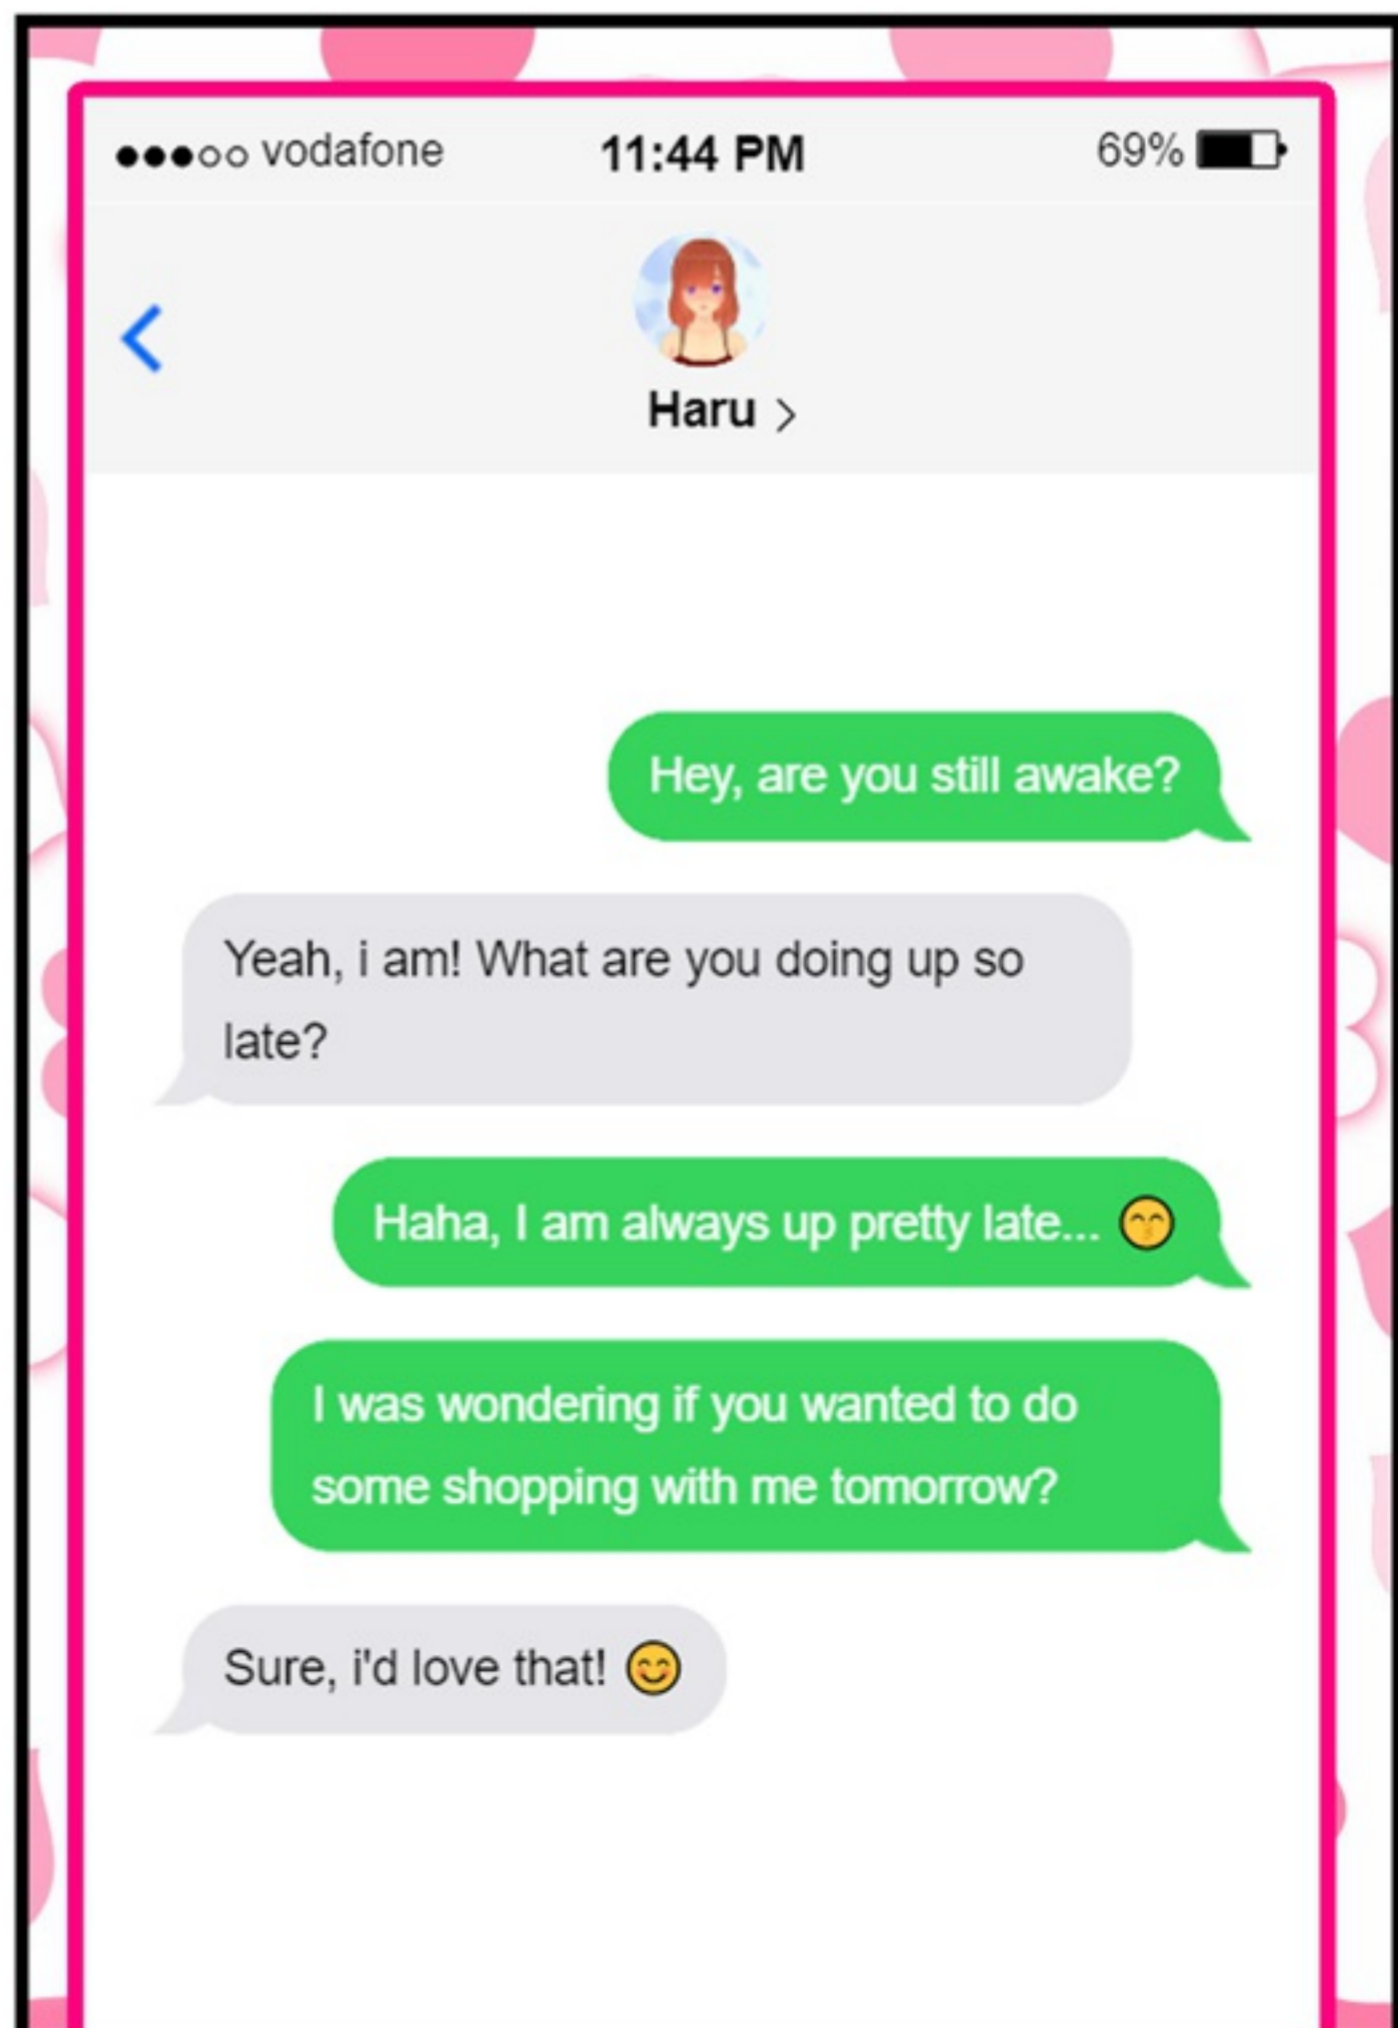 vodafone 11:44 PM 69%
Haru
Hey, are you still awake?
Yeah, i am! What are you doing up so
late?
Haha, I am always up pretty late... 😙
I was wondering if you wanted to do
some shopping with me tomorrow?
Sure, i'd love that! 😊